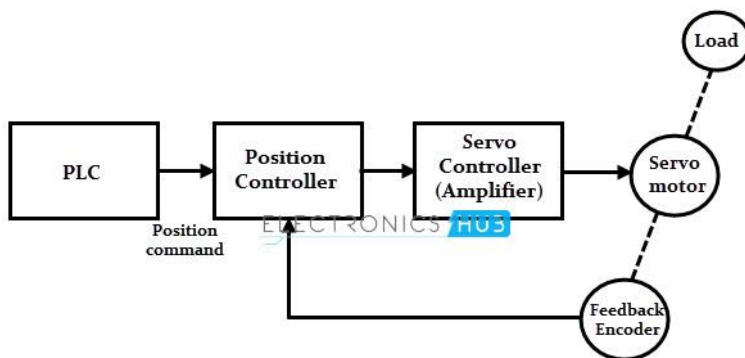 Load
PLC
Position
Controller
Servo
Controller
(Amplifier)
Servo
motor
Position
command
ELECTRONICS HUB
Feedback
Encoder